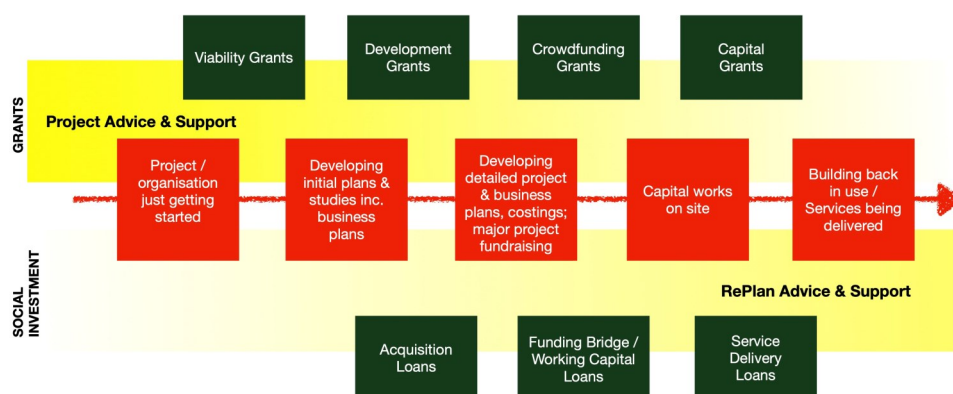 Viability Grants
Development
Grants
Crowdfunding
Grants
Capital
Grants
GRANTS
Project Advice & Support
Project /
organisation
just getting
started
Developing
initial plans &
studies inc.
business
plans
Developing
detailed project
& business
plans, costings;
major project
fundraising
Capital works
on site
Building back
in use /
Services being
delivered
SOCIAL
INVESTMENT
RePlan Advice & Support
Acquisition
Loans
Funding Bridge /
Working Capital
Loans
Service
Delivery
Loans